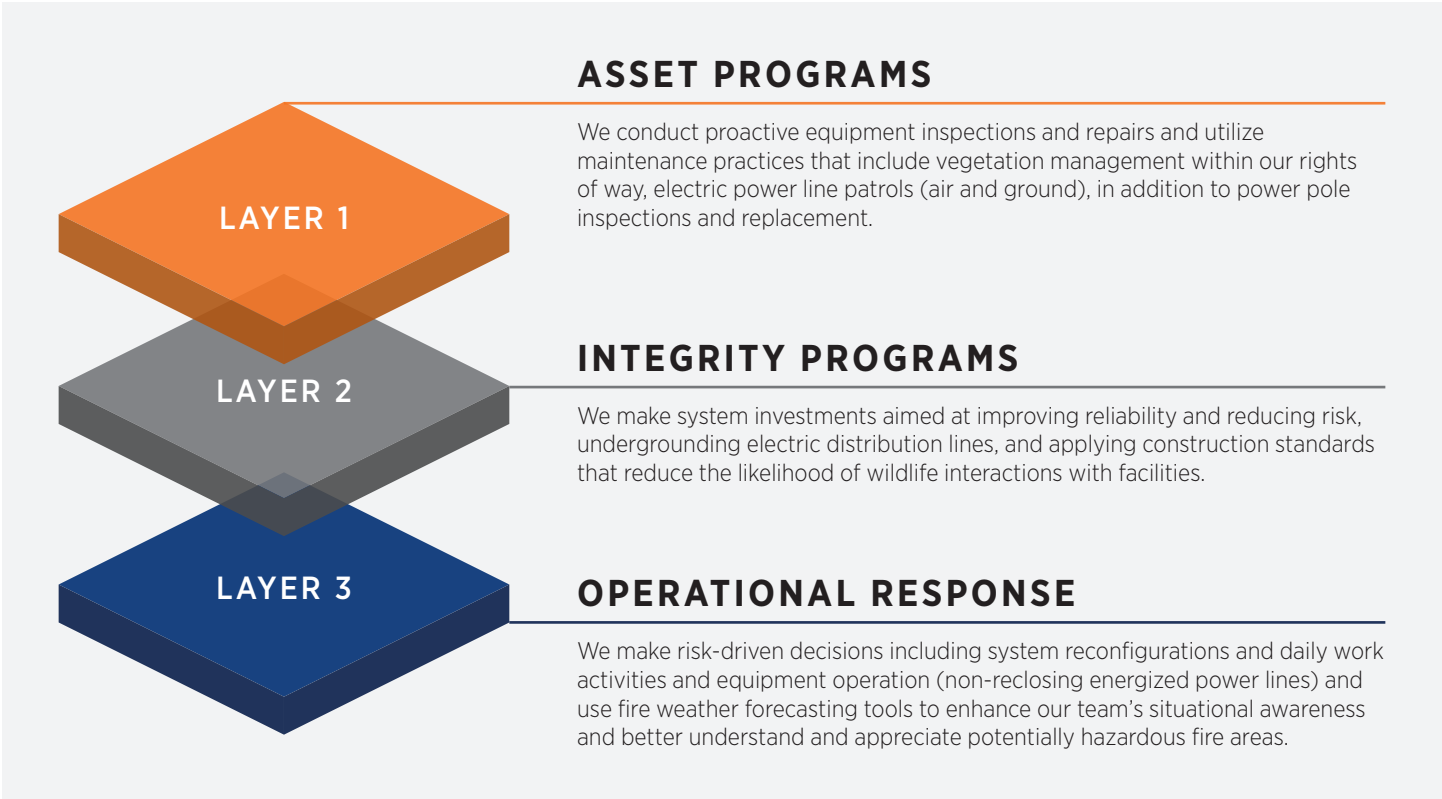 ASSET PROGRAMS
We conduct proactive equipment inspections and repairs and utilize
maintenance practices that include vegetation management within our rights
of way, electric power line patrols (air and ground), in addition to power pole
inspections and replacement.
LAYER 1
INTEGRITY PROGRAMS
We make system investments aimed at improving reliability and reducing risk,
undergrounding electric distribution lines, and applying construction standards
that reduce the likelihood of wildlife interactions with facilities.
LAYER 2
OPERATIONAL RESPONSE
We make risk-driven decisions including system reconfigurations and daily work
activities and equipment operation (non-reclosing energized power lines) and
use fire weather forecasting tools to enhance our team’s situational awareness
and better understand and appreciate potentially hazardous fire areas.
LAYER 3